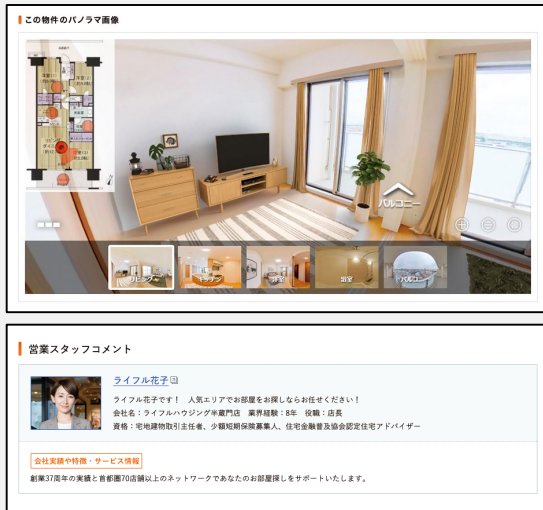 この物件のパノラマ画像
バルコニー
リビング
キッチン
洋室
浴室
バルコニー
営業スタッフコメント
ライフル花子
ライフル花子です！ 人気エリアでお部屋をお探しならお任せください！
会社名：ライフルハウジング半蔵門店 業界経験：8年 役職：店長
資格：宅地建物取引主任者、少額短期保険募集人、住宅金融普及協会認定住宅アドバイザー
会社実績や特徴・サービス情報
創業37周年の実績と首都圏70店舗以上のネットワークであなたのお部屋探しをサポートいたします。